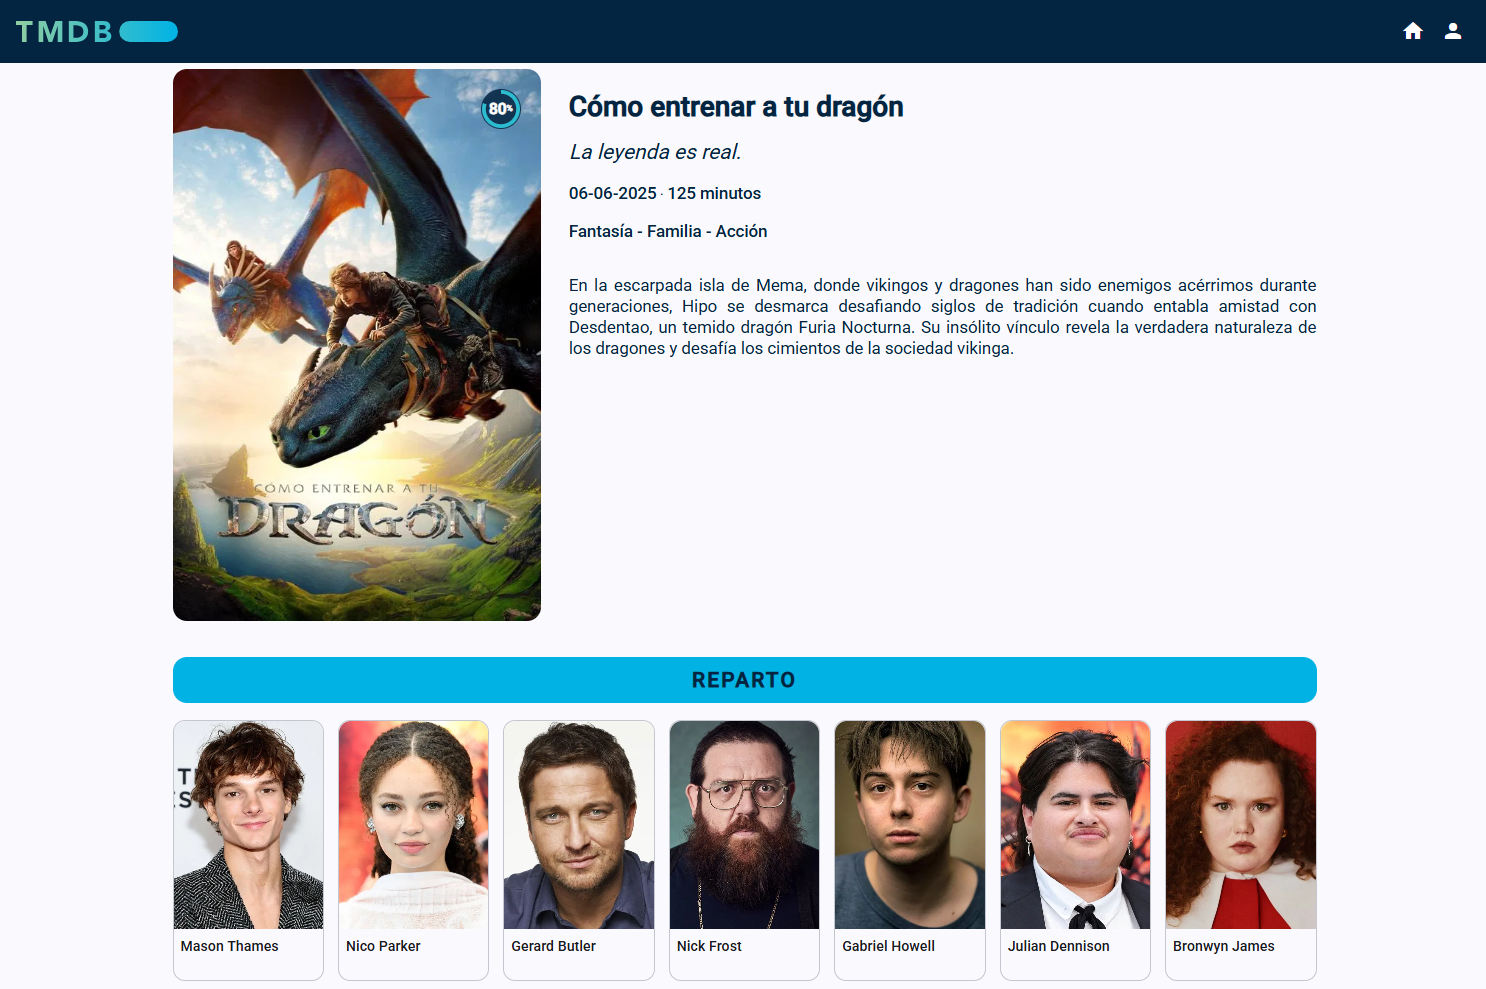 TMDB
80%
CÓMO ENTRENAR A TU
DRAGÓN
Cómo entrenar a tu dragón
La leyenda es real.
06-06-2025 · 125 minutos
Fantasía - Familia - Acción
En la escarpada isla de Mema, donde vikingos y dragones han sido enemigos acérrimos durante
generaciones, Hipo se desmarca desafiando siglos de tradición cuando entabla amistad con
Desdentao, un temido dragón Furia Nocturna. Su insólito vínculo revela la verdadera naturaleza de
los dragones y desafía los cimientos de la sociedad vikinga.
REPARTO
Mason Thames
Nico Parker
Gerard Butler
Nick Frost
Gabriel Howell
Julian Dennison
Bronwyn James